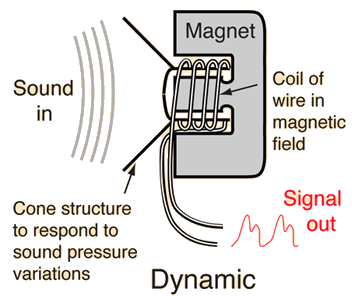 Magnet
Sound
in
Coil of
wire in
magnetic
field
Signal
out
Cone structure
to respond to
sound pressure
variations
Dynamic